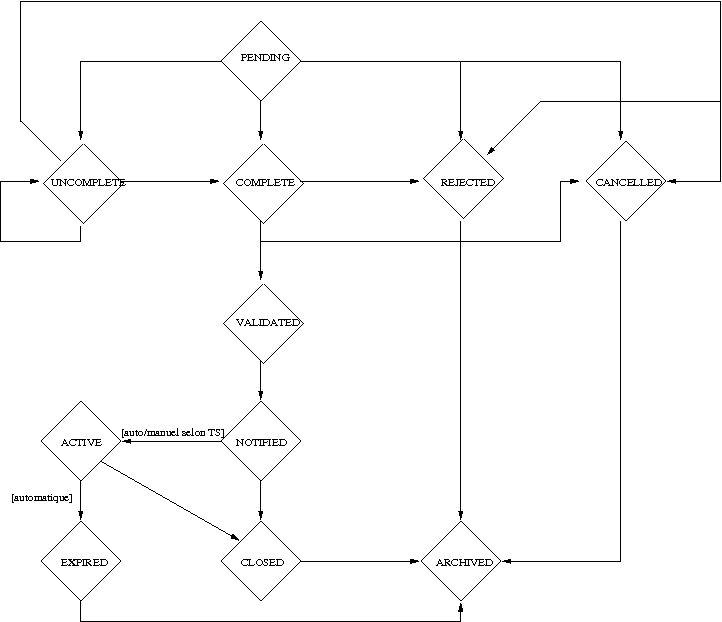 PENDING
UNCOMPLETE
COMPLETE
REJECTED
CANCELLED
VALIDATED
[auto/manuel selon TS]
ACTIVE
NOTIFIED
[automatique]
EXPIRED
CLOSED
ARCHIVED